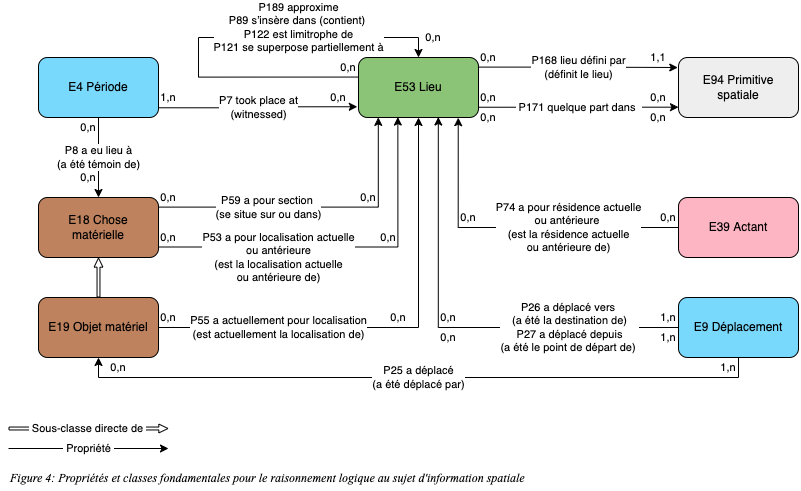 P189 approxime
P89 s'insère dans (contient)
P122 est limitrophe de
P121 se superpose partiellement à
0,n
0,n
E4 Période
E53 Lieu
E94 Primitive
spatiale
0,n
P168 lieu défini par
(définit le lieu)
1,1
1,n
P7 took place at
(witnessed)
0,n
0,n
0,n
P171 quelque part dans
0,n
0,n
0,n
P8 a eu lieu à
(a été témoin de)
0,n
E18 Chose
matérielle
0,n
P59 a pour section
(se situe sur ou dans)
0,n
0,n
P53 a pour localisation actuelle
ou antérieure
(est la localisation actuelle
ou antérieure de)
0,n
0,n
P74 a pour résidence actuelle
ou antérieure
(est la résidence actuelle
ou antérieure de)
0,n
E39 Actant
E19 Objet matériel
0,n
P55 a actuellement pour localisation
(est actuellement la localisation de)
0,n
0,n
0,n
P26 a déplacé vers
(a été la destination de)
P27 a déplacé depuis
(a été le point de départ de)
1,n
1,n
E9 Déplacement
0,n
P25 a déplacé
(a été déplacé par)
1,n
Sous-classe directe de
Propriété
Figure 4: Propriétés et classes fondamentales pour le raisonnement logique au sujet d'information spatiale